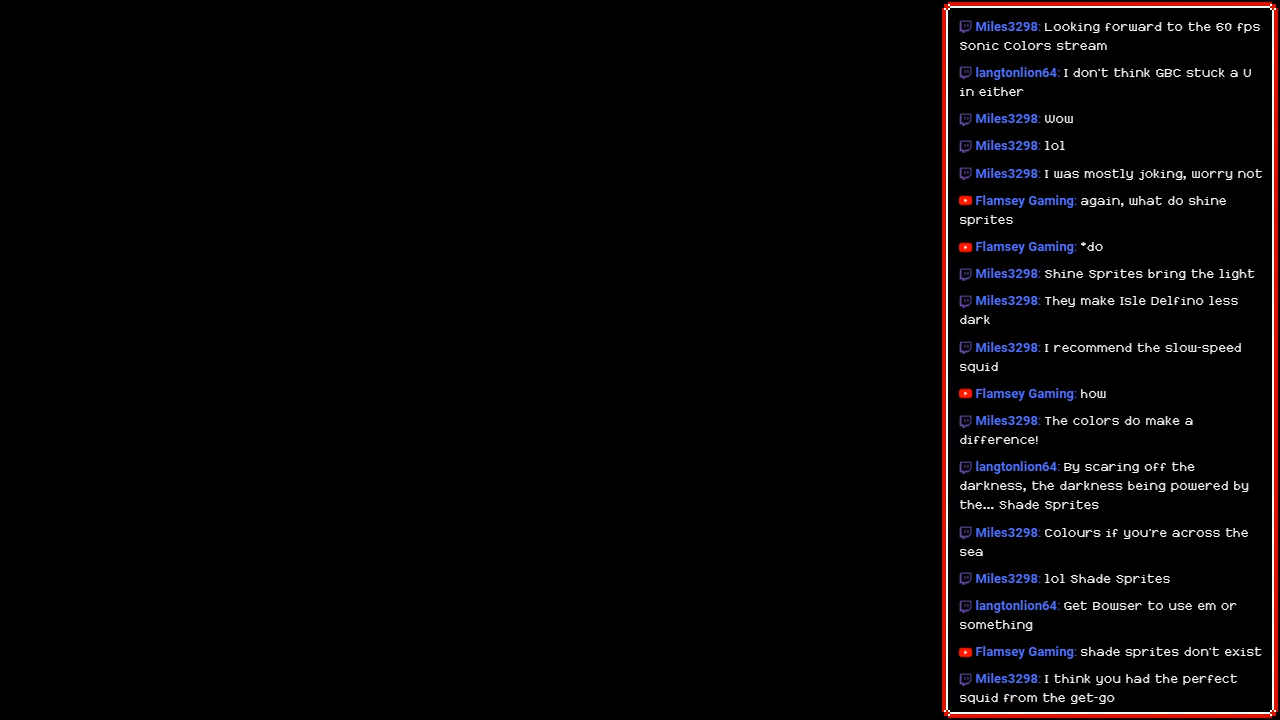 Miles3298: Looking forward to the 60 fps
Sonic Colors stream
langtonlion64: I don't think GBC stuck a U
in either
Miles3298: Wow
Miles3298: lol
Miles3298: I was mostly joking, worry not
Flamsey Gaming: again, what do shine
sprites
Flamsey Gaming: *do
Miles3298: Shine Sprites bring the light
Miles3298: They make Isle Delfino less
dark
Miles3298: I recommend the slow-speed
squid
Flamsey Gaming: how
Miles3298: The colors do make a
difference!
langtonlion64: By scaring off the
darkness, the darkness being powered by
the... Shade Sprites
Miles3298: Colours if you're across the
sea
Miles3298: lol Shade Sprites
langtonlion64: Get Bowser to use em or
something
Flamsey Gaming: shade sprites don't exist
Miles3298: I think you had the perfect
squid from the get-go